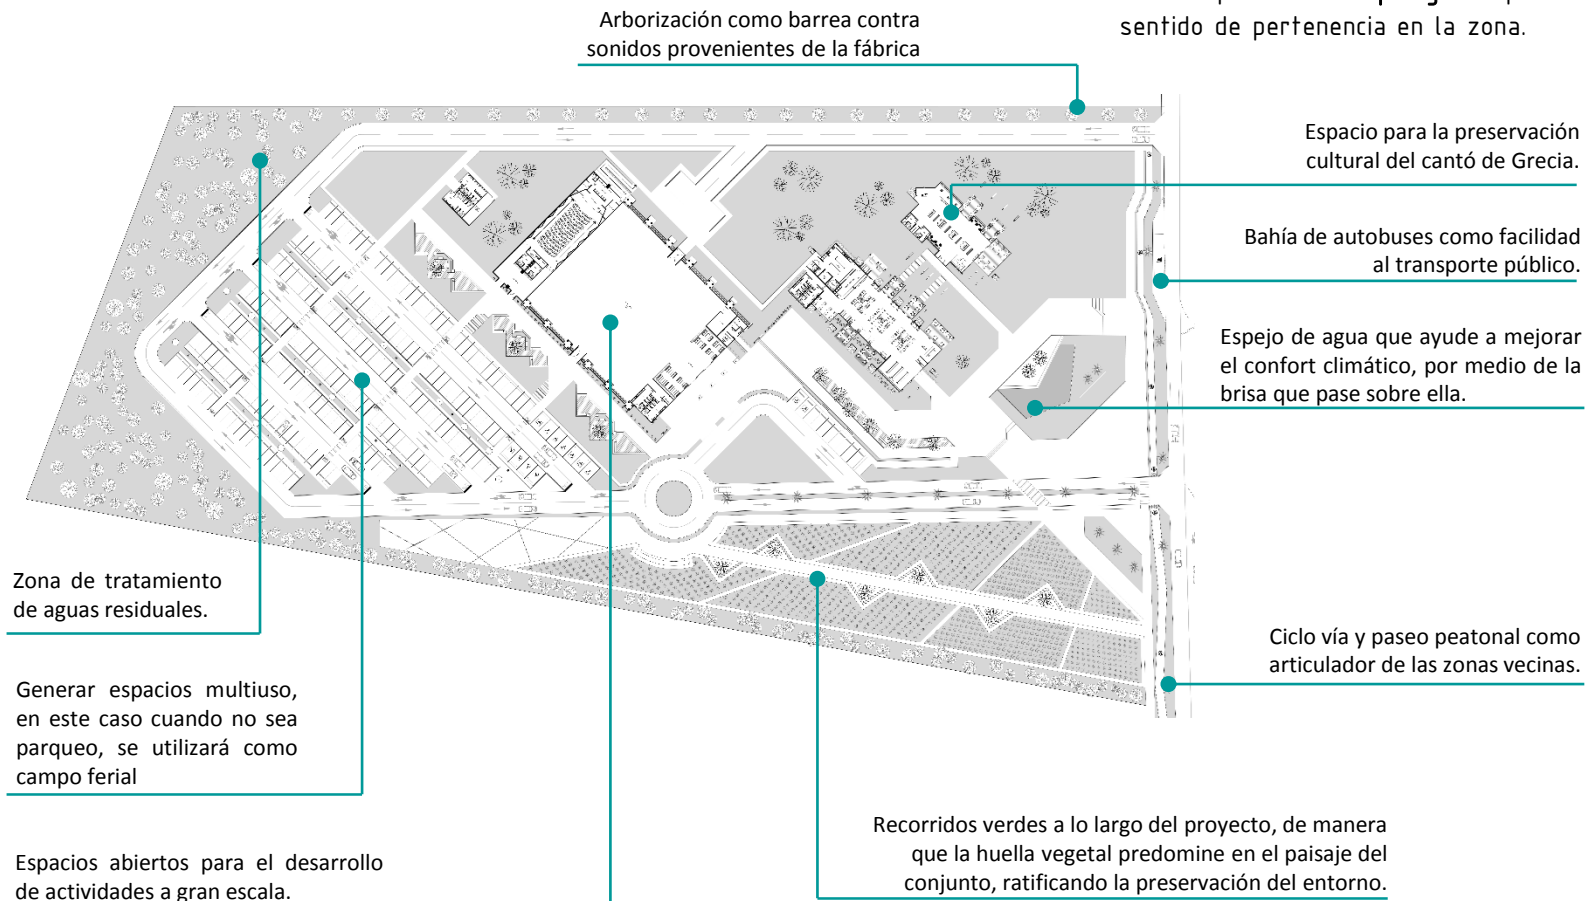 Arborización como barrea contra
sonidos provenientes de la fábrica
sentido de pertenencia en la zona.
Espacio para la preservación
cultural del cantó de Grecia.
Bahía de autobuses como facilidad
al transporte público.
Espejo de agua que ayude a mejorar
el confort climático, por medio de la
brisa que pase sobre ella.
Zona de tratamiento
de aguas residuales.
Ciclo vía y paseo peatonal como
articulador de las zonas vecinas.
Generar espacios multiuso,
en este caso cuando no sea
parqueo, se utilizará como
campo ferial
Recorridos verdes a lo largo del proyecto, de manera
que la huella vegetal predomine en el paisaje del
conjunto, ratificando la preservación del entorno.
Espacios abiertos para el desarrollo
de actividades a gran escala.